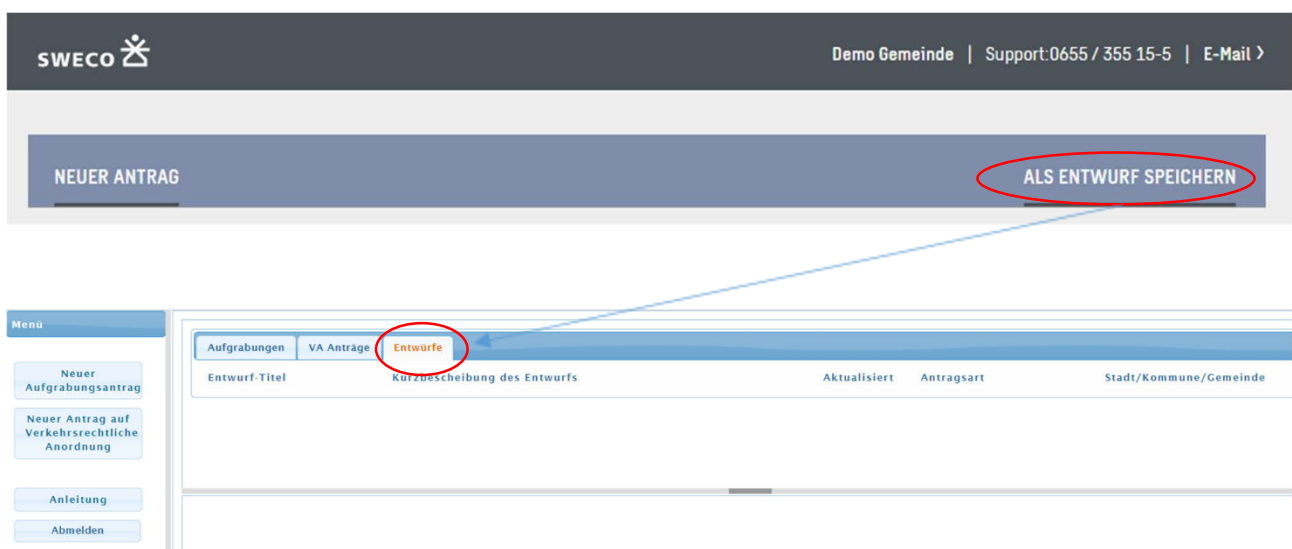 SWECO
Demo Gemeinde | Support:0655 / 355 15-5 | E-Mail >
NEUER ANTRAG
ALS ENTWURF SPEICHERN
Menü
Neuer
Aufgrabungsantrag
Neuer Antrag auf
Verkehrsrechtliche
Anordnung
Anleitung
Abmelden
Aufgrabungen VA Anträge Entwürfe
Entwurf-Titel Kurzbescheibung des Entwurfs Aktualisiert Antragsart Stadt/Kommune/Gemeinde